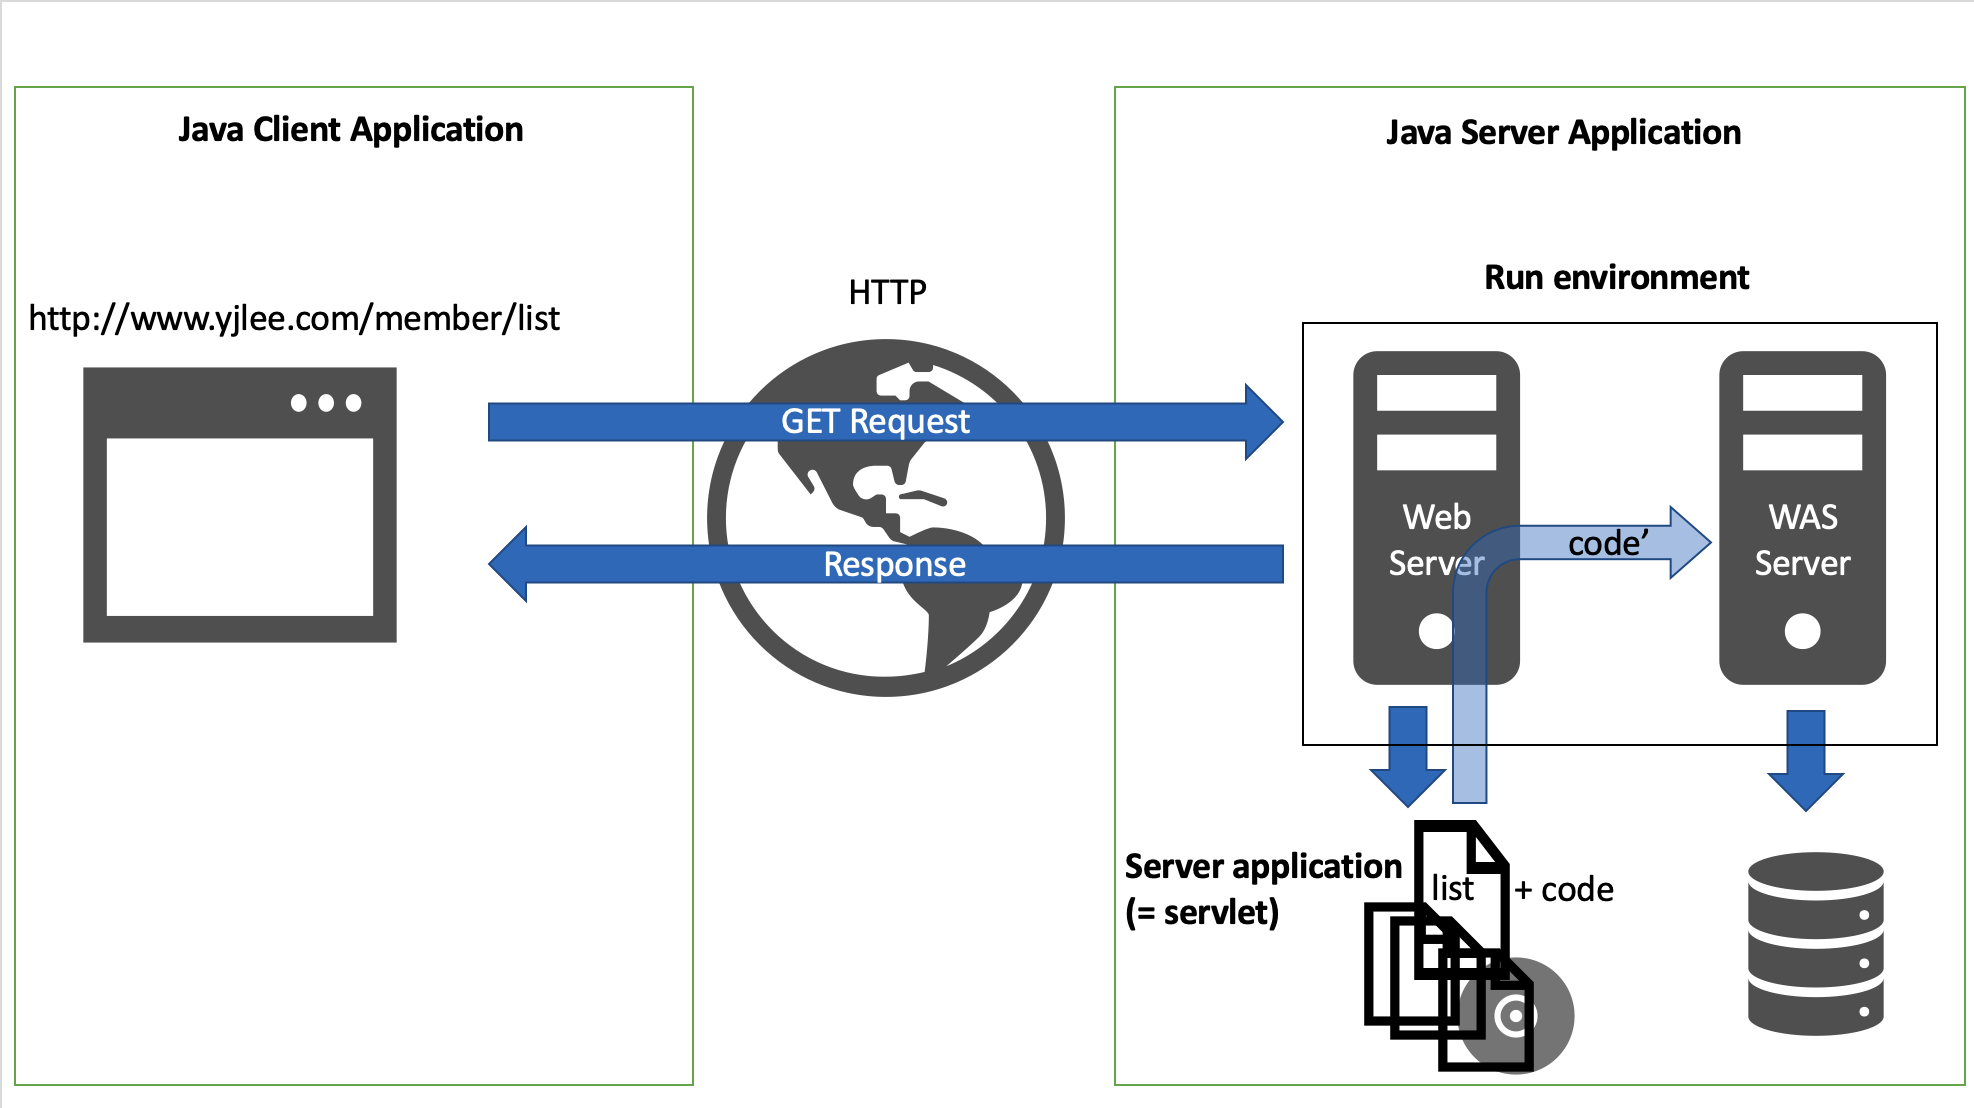 Java Client Application
http://www.yjlee.com/member/list
HTTP
GET Request
Response
Java Server Application
Run environment
Web
Server
code’
WAS
Server
Server application
(= servlet)
list
+ code